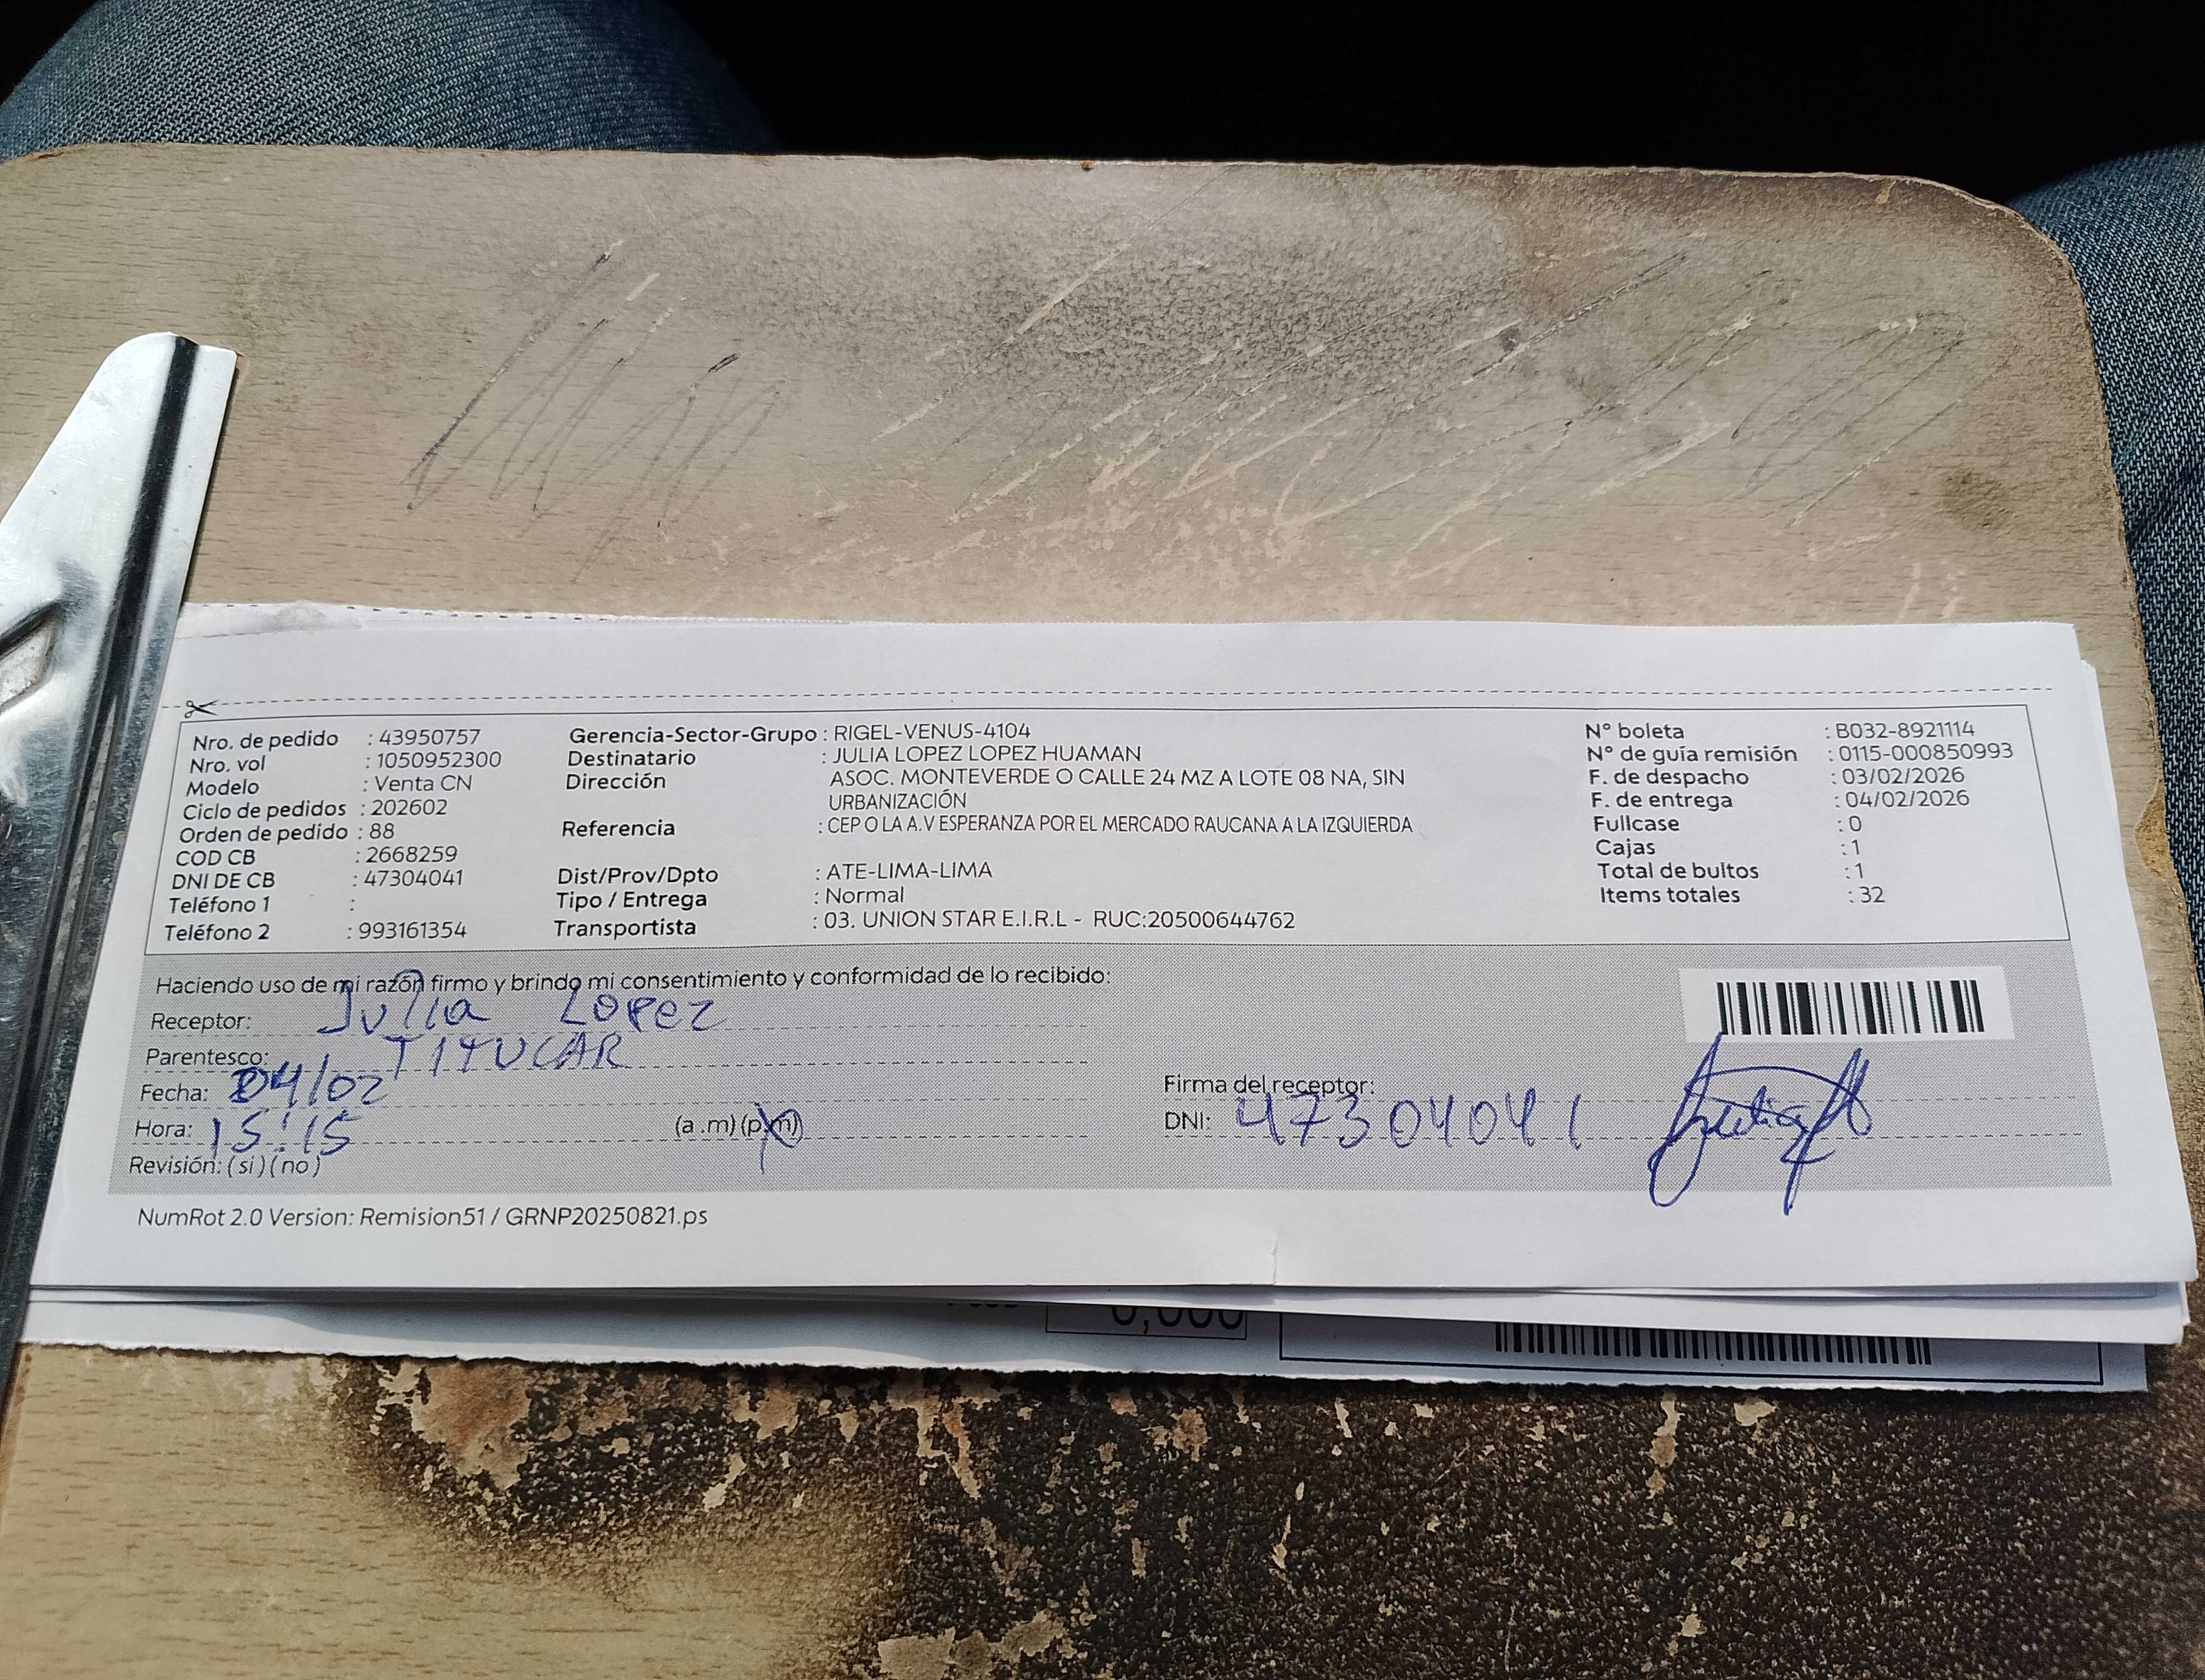 Nro. de pedido : 43950757
Nro. vol : 1050952300
Modelo : Venta CN
Ciclo de pedidos : 202602
Orden de pedido : 88
COD CB : 2668259
DNI DE CB : 47304041
Teléfono 1 :
Teléfono 2 : 993161354
Gerencia-Sector-Grupo : RIGEL-VENUS-4104
Destinatario : JULIA LOPEZ LOPEZ HUAMAN
Dirección ASOC. MONTEVERDE O CALLE 24 MZ A LOTE 08 NA, SIN
URBANIZACIÓN
Referencia : CEP O LA A.V ESPERANZA POR EL MERCADO RAUCANA A LA IZQUIERDA
Dist/Prov/Dpto : ATE-LIMA-LIMA
Tipo / Entrega : Normal
Transportista : 03. UNION STAR E.I.R.L - RUC:20500644762
N° boleta : B032-8921114
N° de guía remisión : 0115-000850993
F. de despacho : 03/02/2026
F. de entrega : 04/02/2026
Fullcase : 0
Cajas : 1
Total de bultos : 1
Items totales : 32
Haciendo uso de mi razón firmo y brindo mi consentimiento y conformidad de lo recibido:
Receptor: Julia Lopez
Parentesco: TITUCAR
Fecha: 04/02
Hora: 15:15 (a.m) (p.m)
Revisión: (si) (no)
Firma del receptor:
DNI: 47304041
NumRot 2.0 Version: Remision51 / GRNP20250821.ps